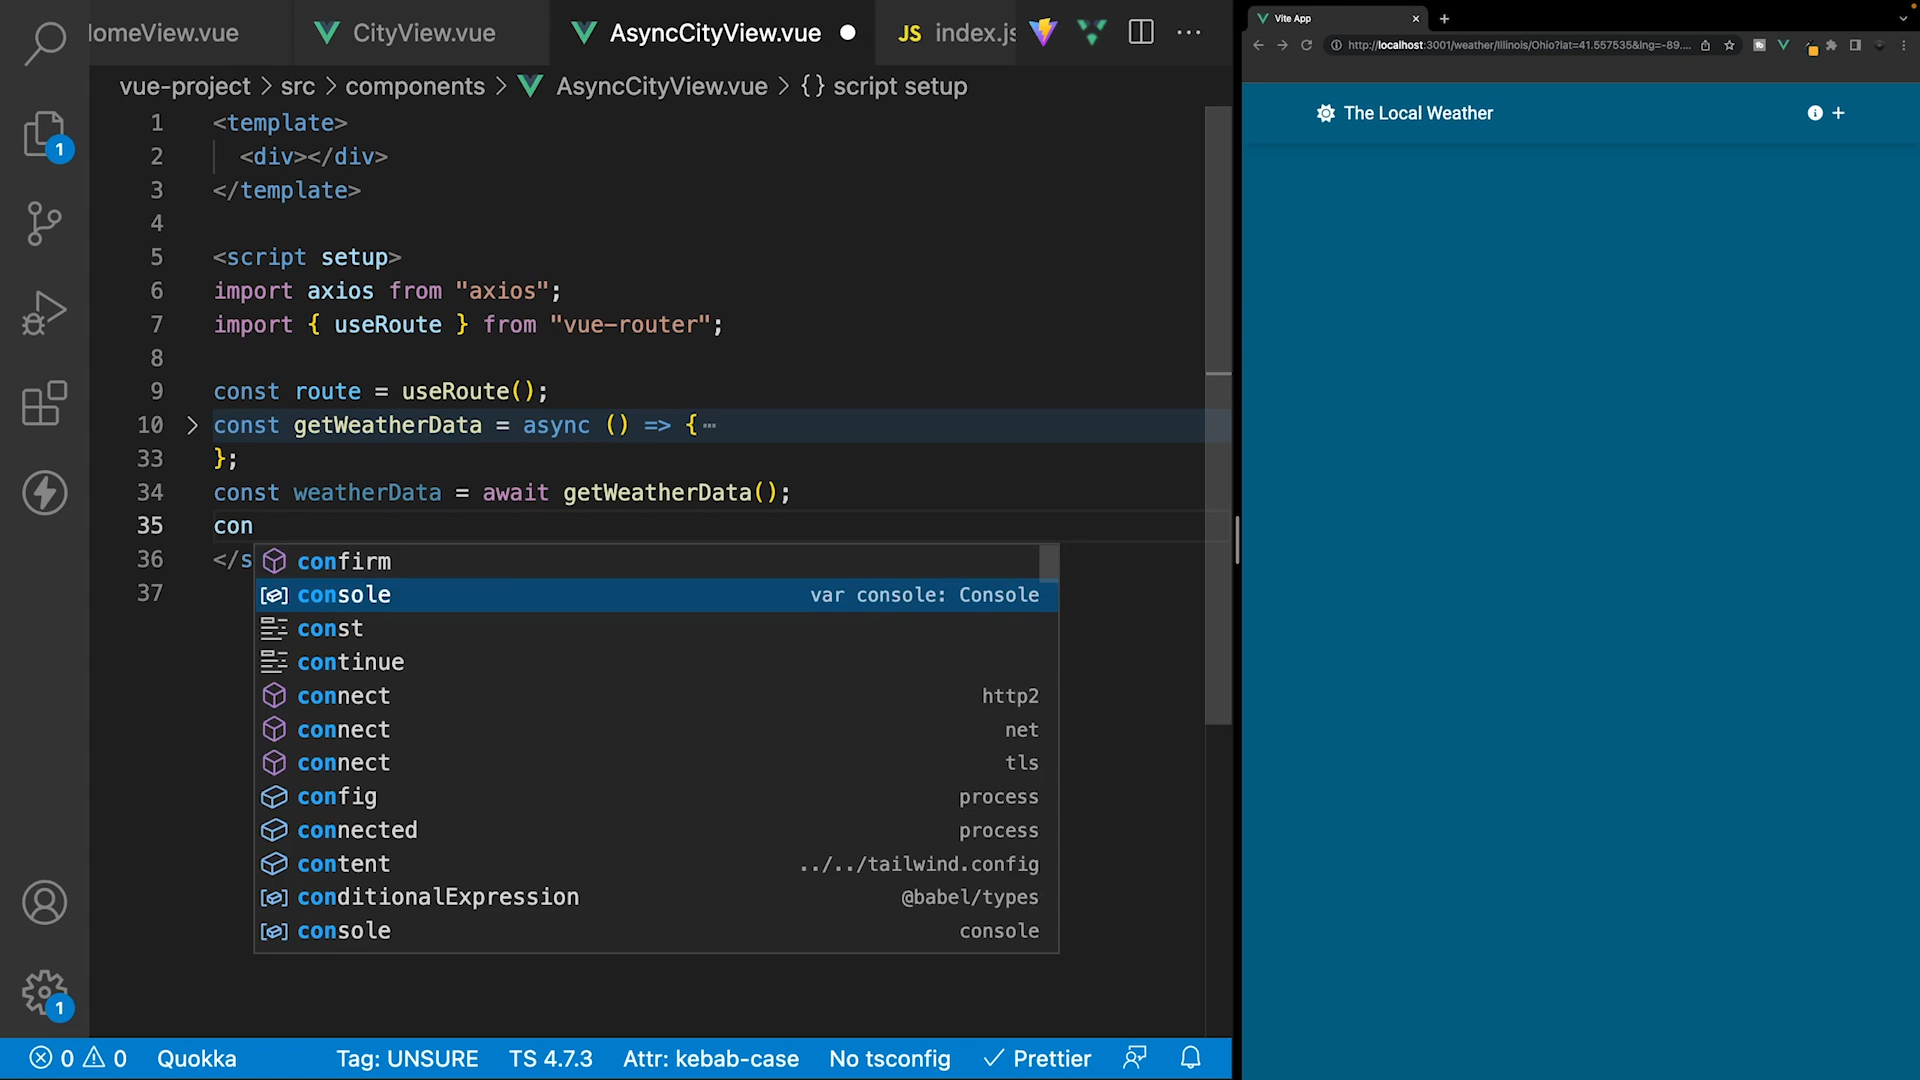 HomeView.vue
CityView.vue
AsyncCityView.vue
JS index.js
vue-project > src > components > AsyncCityView.vue > {} script setup
1 <template>
2 <div></div>
3 </template>
4
5 <script setup>
6 import axios from "axios";
7 import { useRoute } from "vue-router";
8
9 const route = useRoute();
10 const getWeatherData = async () => {⋯
33 };
34 const weatherData = await getWeatherData();
35 con
36 </s
37
confirm
console var console: Console
const
continue
connect http2
connect net
connect tls
config process
connected process
content ../../tailwind.config
conditionalExpression @babel/types
console console
1
1
0 0 Quokka Tag: UNSURE TS 4.7.3 Attr: kebab-case No tsconfig ✓ Prettier
Vite App
http://localhost:3001/weather/Illinois/Ohio?lat=41.557535&lng=-89....
The Local Weather